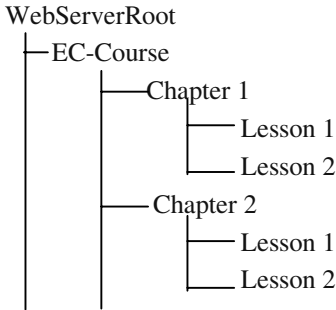 WebServerRoot
EC-Course
Chapter 1
Lesson 1
Lesson 2
Chapter 2
Lesson 1
Lesson 2